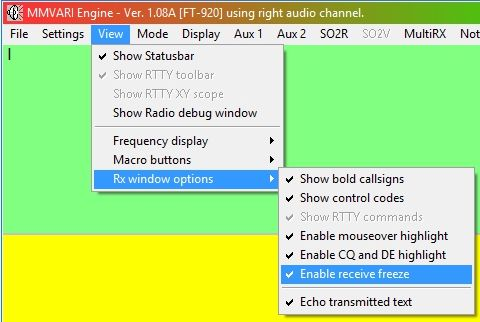 MMVARI Engine - Ver. 1.08A [FT-920] using right audio channel.
File Settings View Mode Display Aux 1 Aux 2 SO2R SO2V MultiRX Not
Show Statusbar
Show RTTY toolbar
Show RTTY XY scope
Show Radio debug window
Frequency display
Macro buttons
Rx window options
Show bold callsigns
Show control codes
Show RTTY commands
Enable mouseover highlight
Enable CQ and DE highlight
Enable receive freeze
Echo transmitted text